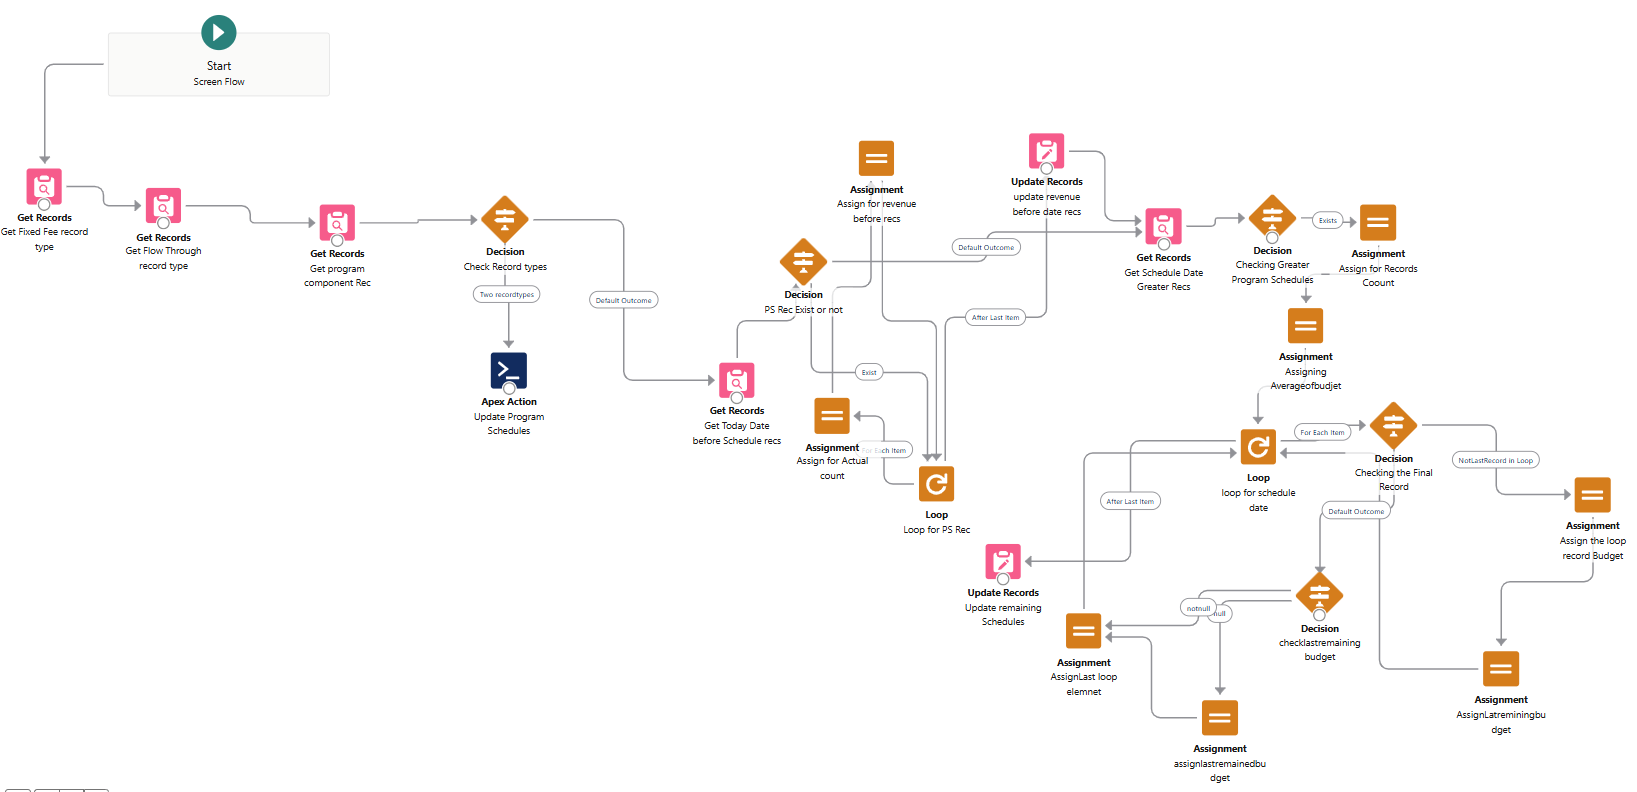 Start
Screen Flow
Get Records
Get Fixed Fee record
type
Get Records
Get Flow Through
record type
Get Records
Get program
component Rec
Decision
Check Record types
Two recordtypes
Default Outcome
Apex Action
Update Program
Schedules
Get Records
Get Today Date
before Schedule recs
Decision
PS Rec Exist or not
Assignment
Assign for revenue
before recs
Default Outcome
Exist
Assignment
Assign for Actual
count
For Each Item
Loop
Loop for PS Rec
After Last Item
Update Records
update revenue
before date recs
Get Records
Get Schedule Date
Greater Recs
Decision
Checking Greater
Program Schedules
Exists
Assignment
Assign for Records
Coount
Assignment
Assigning
Averageofbudjet
Loop
loop for schedule
date
For Each Item
After Last Item
Decision
Checking the Final
Record
NotLastRecord in Loop
Default Outcome
Assignment
Assign the loop
record Budget
Update Records
Update remaining
Schedules
Decision
checklastremaining
budget
notnull
null
Assignment
AssignLast loop
elemnet
Assignment
AssignLatreminingbu
dget
Assignment
assignlastremainedbu
dget